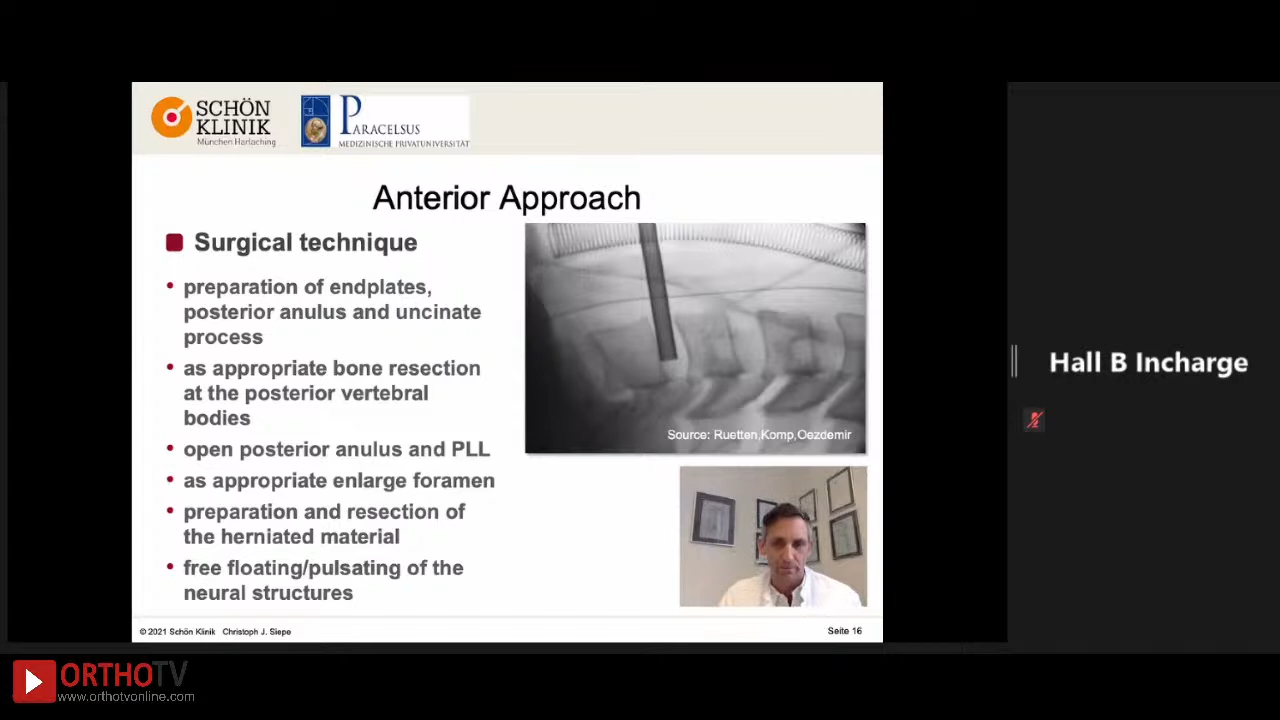 SCHÖN
KLINIK
München Harlaching
PARACELSUS
MEDIZINISCHE PRIVATUNIVERSITÄT
Anterior Approach
Surgical technique
• preparation of endplates,
posterior anulus and uncinate
process
• as appropriate bone resection
at the posterior vertebral
bodies
• open posterior anulus and PLL
• as appropriate enlarge foramen
• preparation and resection of
the herniated material
• free floating/pulsating of the
neural structures
Source: Ruetten,Komp,Oezdemir
© 2021 Schön Klinik Christoph J. Siepe
Seite 16
Hall B Incharge
ORTHOTV
www.orthotvonline.com